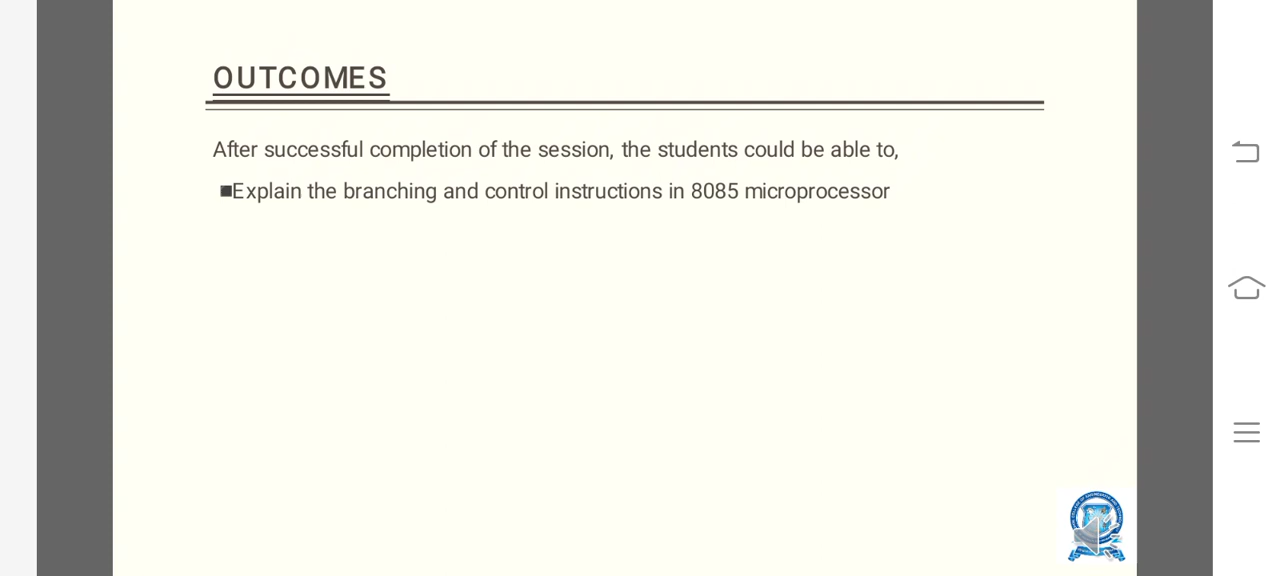 OUTCOMES
After successful completion of the session, the students could be able to,
■Explain the branching and control instructions in 8085 microprocessor